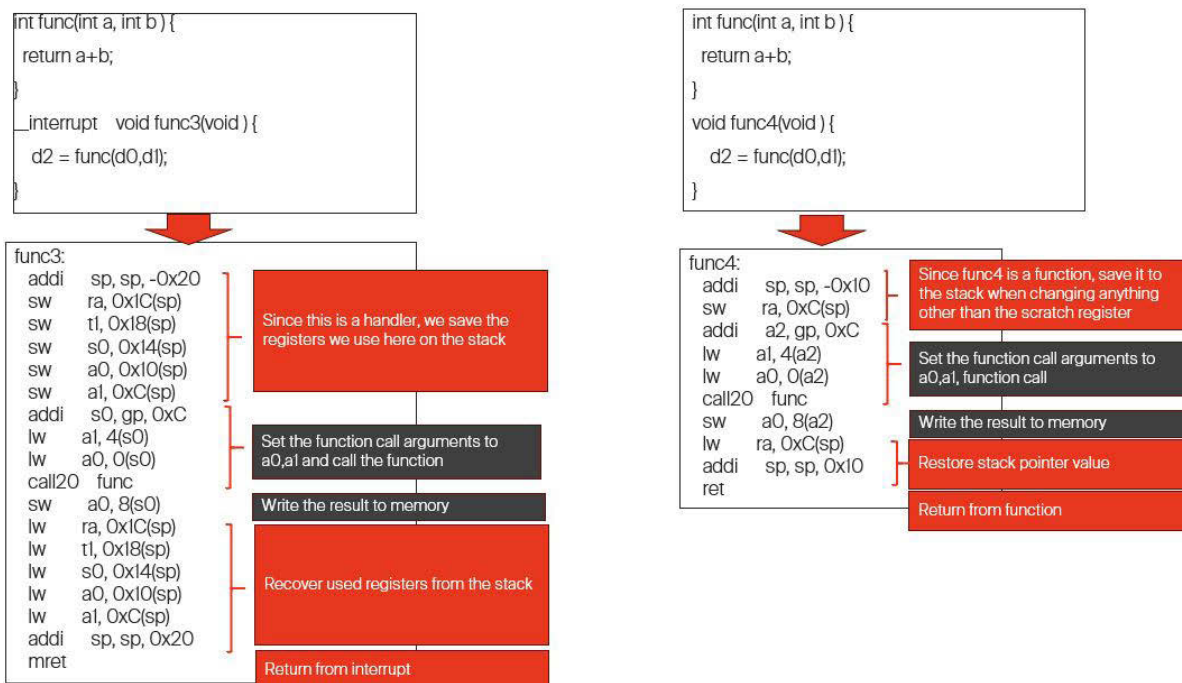 int func(int a, int b ) {
return a+b;
}
__interrupt void func3(void ) {
d2 = func(d0,d1);
}
func3:
addi sp, sp, -0x20
sw ra, 0x1C(sp)
sw t1, 0x18(sp)
sw s0, 0x14(sp)
sw a0, 0x10(sp)
sw a1, 0xC(sp)
addi s0, gp, 0xC
lw a1, 4(s0)
lw a0, 0(s0)
call20 func
sw a0, 8(s0)
lw ra, 0x1C(sp)
lw t1, 0x18(sp)
lw s0, 0x14(sp)
lw a0, 0x10(sp)
lw a1, 0xC(sp)
addi sp, sp, 0x20
mret
Since this is a handler, we save the
registers we use here on the stack
Set the function call arguments to
a0,a1 and call the function
Write the result to memory
Recover used registers from the stack
Return from interrupt
int func(int a, int b ) {
return a+b;
}
void func4(void ) {
d2 = func(d0,d1);
}
func4:
addi sp, sp, -0x10
sw ra, 0xC(sp)
addi a2, gp, 0xC
lw a1, 4(a2)
lw a0, 0(a2)
call20 func
sw a0, 8(a2)
lw ra, 0xC(sp)
addi sp, sp, 0x10
ret
Since func4 is a function, save it to
the stack when changing anything
other than the scratch register
Set the function call arguments to
a0,a1, function call
Write the result to memory
Restore stack pointer value
Return from function